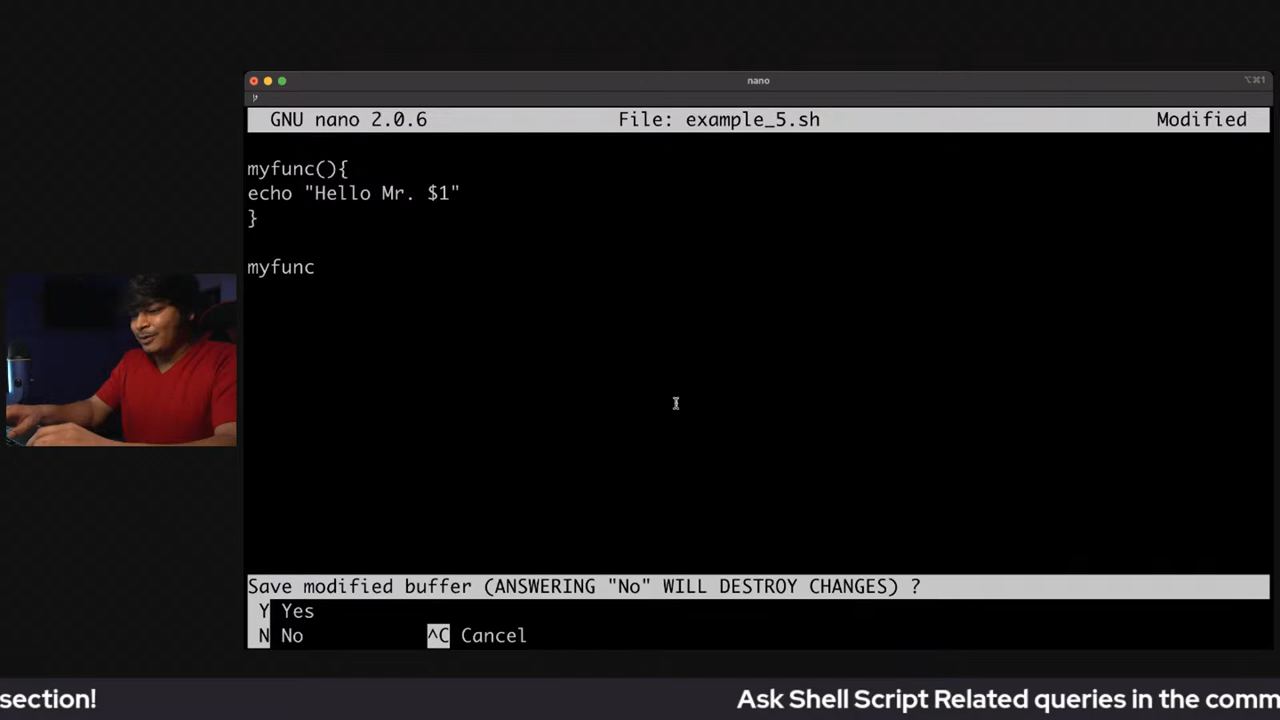 nano
⌥⌘1
GNU nano 2.0.6 File: example_5.sh Modified
myfunc(){
echo "Hello Mr. $1"
}
myfunc
Save modified buffer (ANSWERING "No" WILL DESTROY CHANGES) ?
Y Yes
N No ^C Cancel
section! Ask Shell Script Related queries in the comm